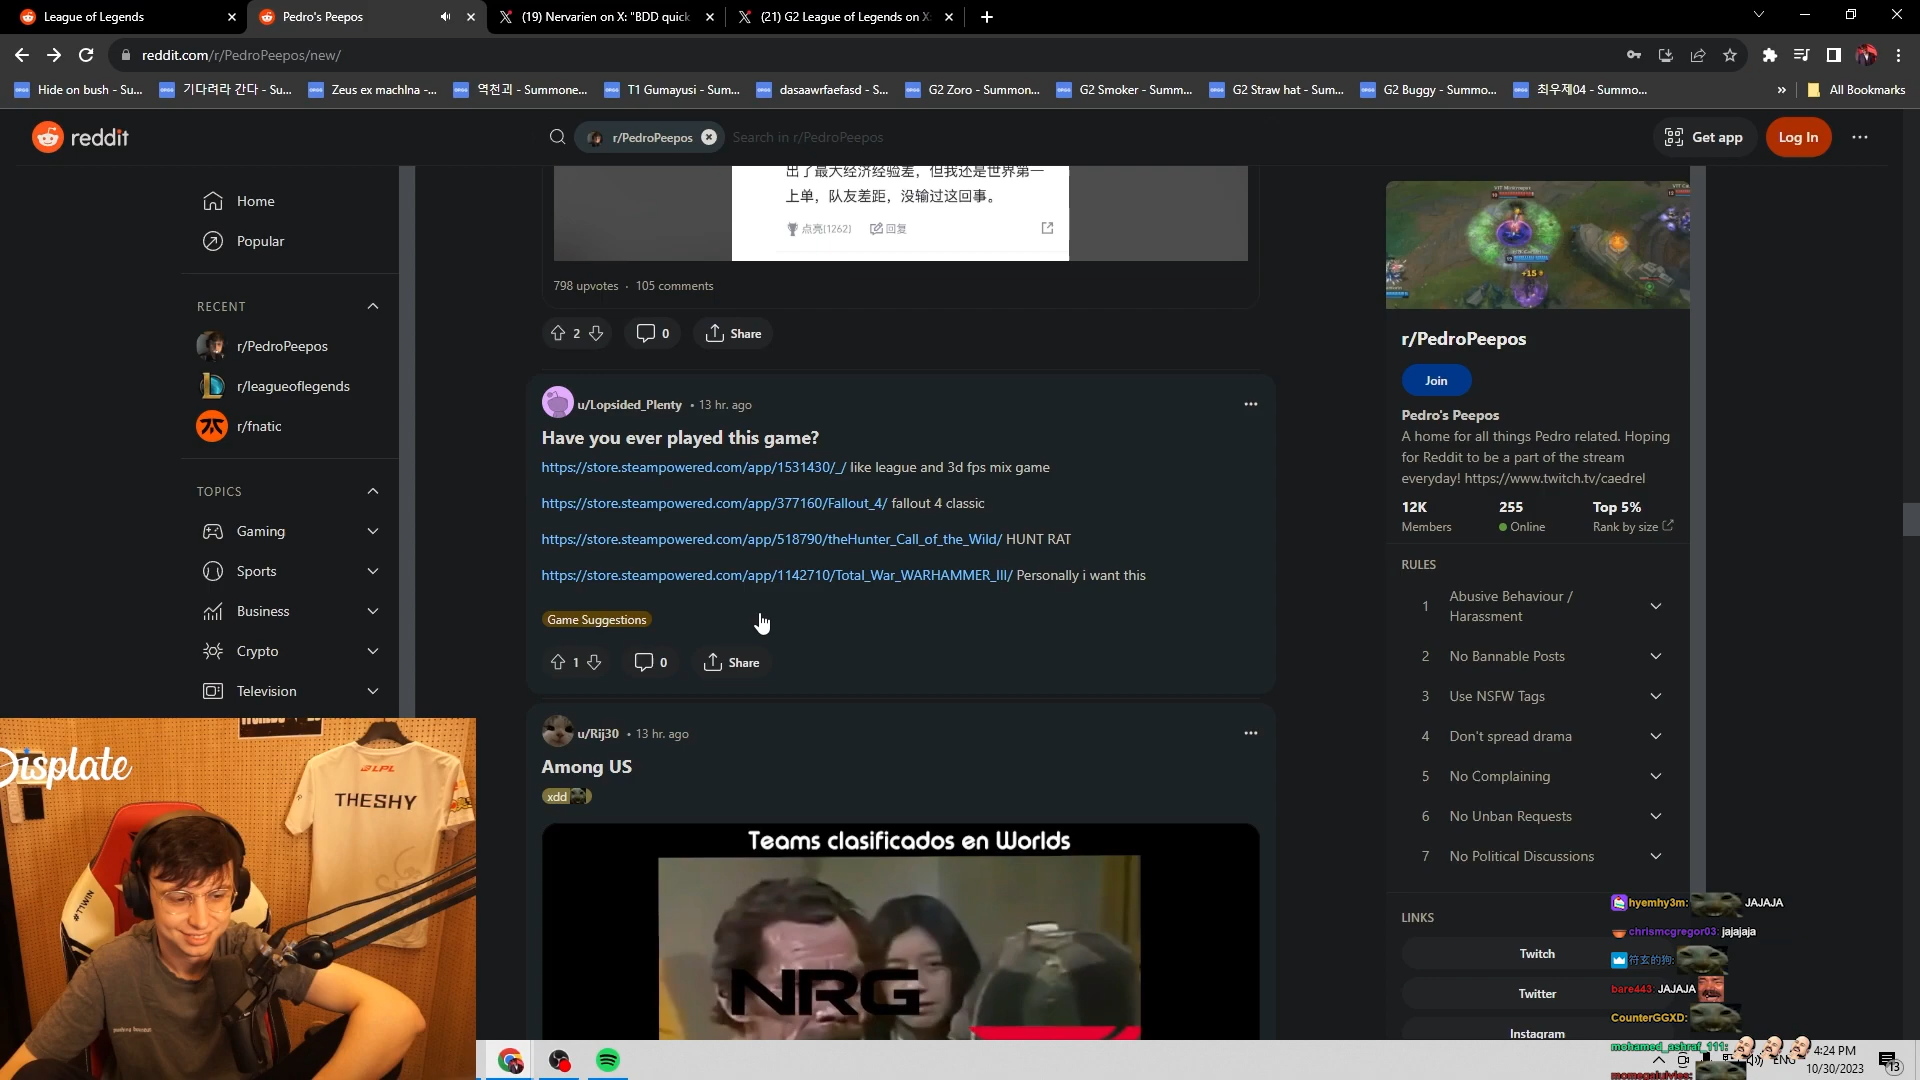 League of Legends
Pedro's Peepos
(19) Nervarien on X: "BDD quick
(21) G2 League of Legends on X
reddit.com/r/PedroPeepos/new/
Hide on bush - Su...
기다려라 간다 - Su...
Zeus ex machIna -...
역천괴 - Summone...
T1 Gumayusi - Sum...
dasaawrfaefasd - S...
G2 Zoro - Summon...
G2 Smoker - Summ...
G2 Straw hat - Sum...
G2 Buggy - Summo...
최우제04 - Summo...
»
All Bookmarks
reddit
r/PedroPeepos
Search in r/PedroPeepos
Get app
Log In
Home
Popular
RECENT
r/PedroPeepos
r/leagueoflegends
r/fnatic
TOPICS
Gaming
Sports
Business
Crypto
Television
出了最大经济经验差，但我还是世界第一
上单，队友差距，没输过这回事。
点亮(1262)
回复
798 upvotes · 105 comments
2
0
Share
u/Lopsided_Plenty • 13 hr. ago
Have you ever played this game?
https://store.steampowered.com/app/1531430/_/ like league and 3d fps mix game
https://store.steampowered.com/app/377160/Fallout_4/ fallout 4 classic
https://store.steampowered.com/app/518790/theHunter_Call_of_the_Wild/ HUNT RAT
https://store.steampowered.com/app/1142710/Total_War_WARHAMMER_III/ Personally i want this
Game Suggestions
1
0
Share
u/Rij30 • 13 hr. ago
Among US
xdd
Teams clasificados en Worlds
NRG
+15
r/PedroPeepos
Join
Pedro's Peepos
A home for all things Pedro related. Hoping
for Reddit to be a part of the stream
everyday! https://www.twitch.tv/caedrel
12K
Members
255
Online
Top 5%
Rank by size
RULES
1 Abusive Behaviour /
Harassment
2 No Bannable Posts
3 Use NSFW Tags
4 Don't spread drama
5 No Complaining
6 No Unban Requests
7 No Political Discussions
LINKS
Twitch
Twitter
Instagram
hyemhy3m: JAJAJA
chrismcgregor03: jajajaja
符玄的狗:
bare443: JAJAJA
CounterGGXD:
mohamed_ashraf_111:
Displate
LPL
THESHY
#T1WIN
ENG
4:24 PM
10/30/2023
13